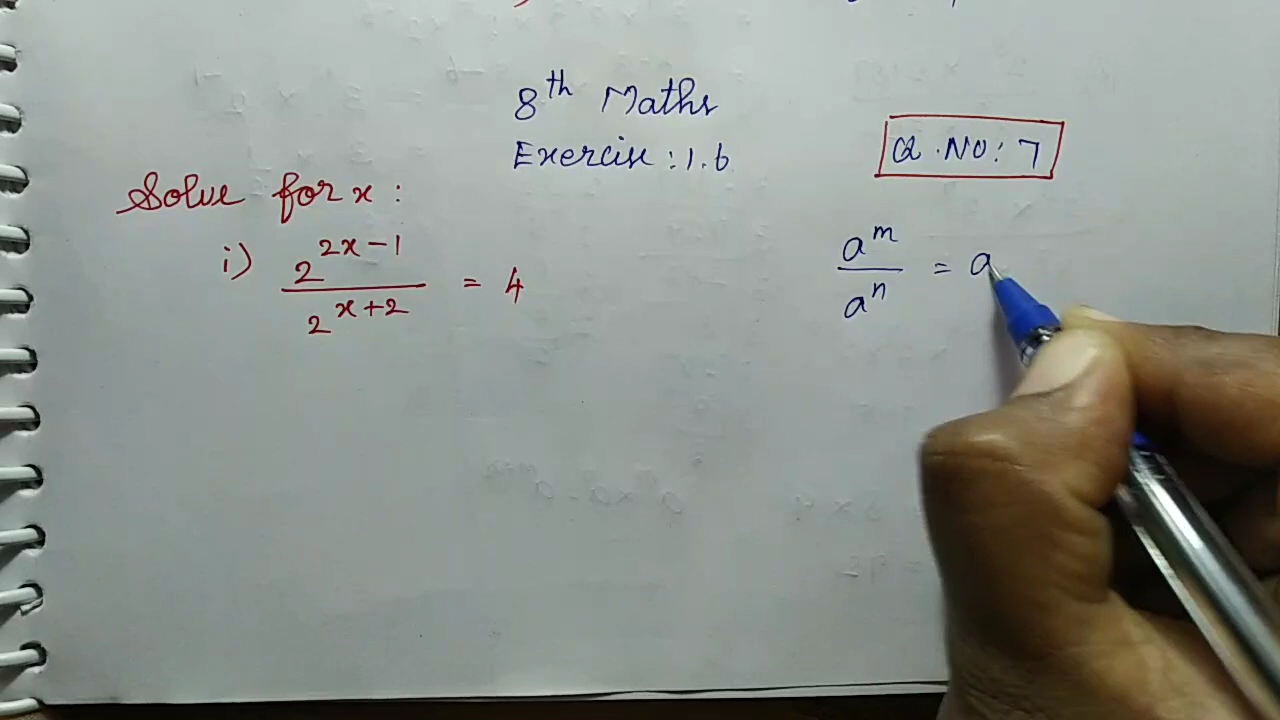 8th Maths
Exercise : 1.6
Q. NO: 7
Solve for x :
i) 2^(2x-1) / 2^(x+2) = 4
a^m / a^n = a